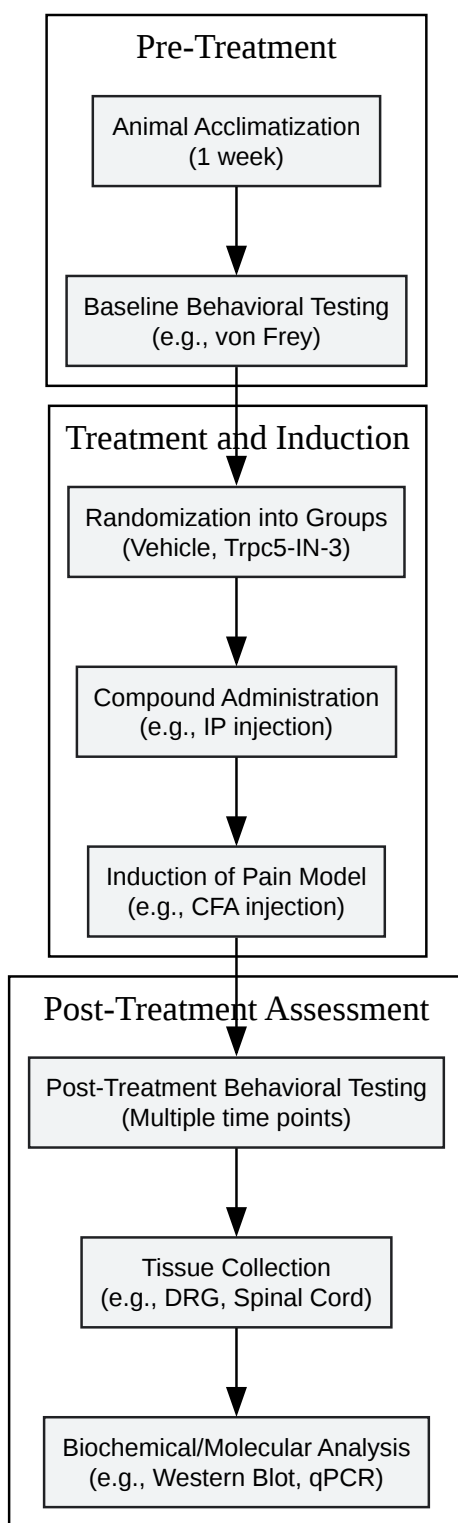 Pre-Treatment
Animal Acclimatization
(1 week)
Baseline Behavioral Testing
(e.g., von Frey)
Treatment and Induction
Randomization into Groups
(Vehicle, Trpc5-IN-3)
Compound Administration
(e.g., IP injection)
Induction of Pain Model
(e.g., CFA injection)
Post-Treatment Assessment
Post-Treatment Behavioral Testing
(Multiple time points)
Tissue Collection
(e.g., DRG, Spinal Cord)
Biochemical/Molecular Analysis
(e.g., Western Blot, qPCR)